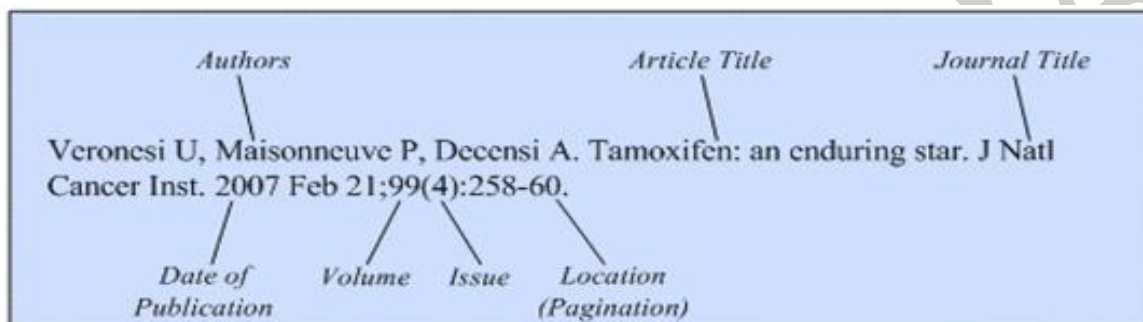 Authors Article Title Journal Title
Veronesi U, Maisonneuve P, Decensi A. Tamoxifen: an enduring star. J Natl
Cancer Inst. 2007 Feb 21;99(4):258-60.
Date of Volume Issue Location
Publication (Pagination)